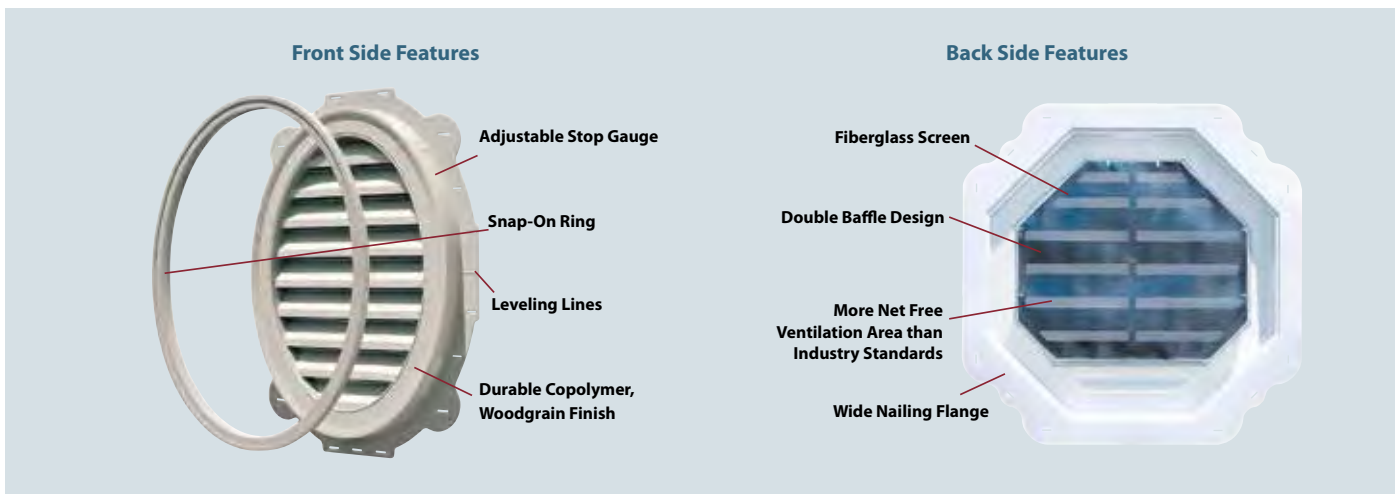 Front Side Features
Adjustable Stop Gauge
Snap-On Ring
Leveling Lines
Durable Copolymer,
Woodgrain Finish
Back Side Features
Fiberglass Screen
Double Baffle Design
More Net Free
Ventilation Area than
Industry Standards
Wide Nailing Flange